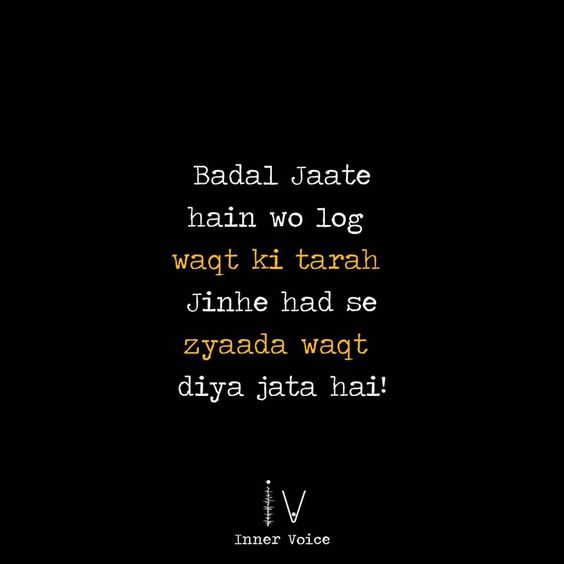 Badal Jaate
hain wo log
waqt ki tarah
Jinhe had se
zyaada waqt
diya jata hai!
iv
Inner Voice